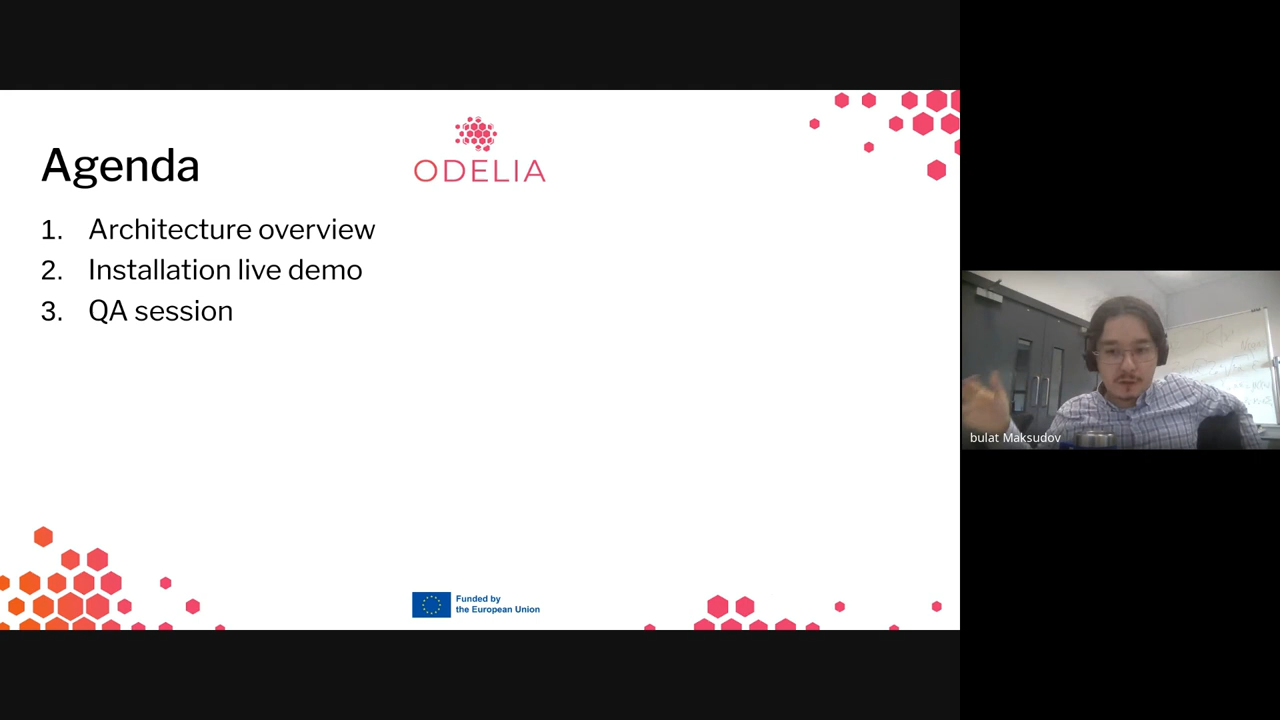 ODELIA
Agenda
1. Architecture overview
2. Installation live demo
3. QA session
bulat Maksudov
Funded by
the European Union